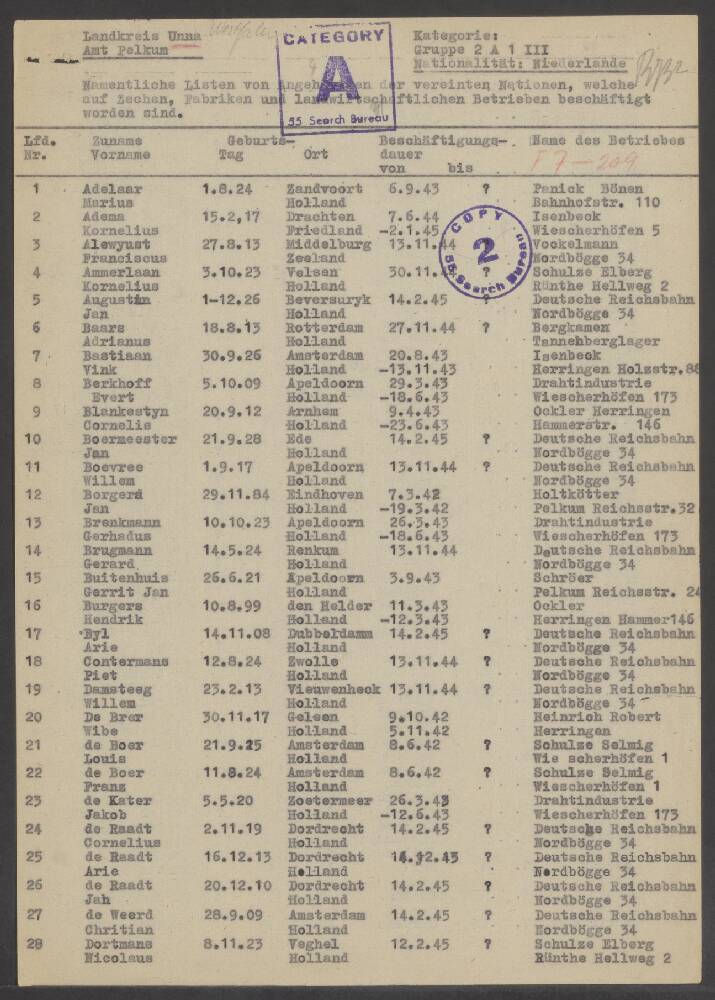 Landkreis Unna Westfalen
Amt Pelkum
Kategorie:
Gruppe 2 A 1 III
Nationalität: Niederlande
CATEGORY
A
55 Search Bureau
Namentliche Listen von Angehörigen der vereinten Nationen, welche
auf Zechen, Fabriken und landwirtschaftlichen Betrieben beschäftigt
worden sind.
Lfd. Zuname Geburts- Beschäftigungs- Name des Betriebes
Nr. Vorname Tag Ort dauer
von bis
F 7 - 209
COPY
2
55 Search Bureau
1 Adelaar 1.8.24 Zandvoort 6.9.43 ? Panick Bönen
Marius Holland Bahnhofstr. 110
2 Adema 15.2,17 Drachten 7.6.44 Isenbeck
Kornelius Friedland -2.1.45 Wiescherhöfen 5
3 Alewyust 27.8.13 Middelburg 13.11.44 Vockelmann
Franciscus Zeeland Nordbögge 34
4 Ammerlaan 3.10.23 Velsen 30.11.44 ? Schulze Elberg
Kornelius Holland Rünthe Hellweg 2
5 Augustin 1-12.26 Beversuryk 14.2.45 ? Deutsche Reichsbahn
Jan Holland Nordbögge 34
6 Baars 18.8.13 Rotterdam 27.11.44 ? Bergkamen
Adrianus Holland Tannenberglager
7 Bastiaan 30.9.26 Amsterdam 20.8.43 Isenbeck
Vink Holland -13.11.43 Herringen Holzstr.88
8 Berkhoff 5.10.09 Apeldoorn 29.3.43 Drahtindustrie
Evert Holland -18.6.43 Wiescherhöfen 173
9 Blankestyn 20.9.12 Arnhem 9.4.43 Ockler Herringen
Cornelis Holland -23.6.43 Hammerstr. 146
10 Boermeester 21.9.28 Ede 14.2.45 ? Deutsche Reichsbahn
Jan Holland Nordbögge 34
11 Boevree 1.9.17 Apeldoorn 13.11.44 ? Deutsche Reichsbahn
Willem Holland Nordbögge 34
12 Borgerd 29.11.84 Eindhoven 7.3.42 Holtkötter
Jan Holland -19.3.42 Pelkum Reichsstr.32
13 Brenkmann 10.10.23 Apeldoorn 26.3.43 Drahtindustrie
Gerhadus Holland -18.6.43 Wiescherhöfen 173
14 Brugmann 14.5.24 Renkum 13.11.44 Deutsche Reichsbahn
Gerard Holland Nordbögge 34
15 Buitenhuis 26.6.21 Apeldoorn 3.9.43 Schröer
Gerrit Jan Holland Pelkum Reichsstr. 24
16 Burgers 10.8.99 den Helder 11.3.43 Ockler
Hendrik Holland -12.3.43 Herringen Hammer146
17 Byl 14.11.08 Dubbeldamm 14.2.45 ? Deutsche Reichsbahn
Arie Holland Nordbögge 34
18 Contermans 12.8.24 Zwolle 13.11.44 ? Deutsche Reichsbahn
Piet Holland Nordbögge 34
19 Damsteeg 23.2.13 Vieuwenheok 13.11.44 ? Deutsche Reichsbahn
Willem Holland Nordbögge 34
20 De Brer 30.11.17 Geleen 9.10.42 Heinrich Robert
Wibe Holland 5.11.42 Herringen
21 de Boer 21.9.25 Amsterdam 8.6.42 ? Schulze Selmig
Louis Holland Wie scherhöfen 1
22 de Boer 11.8.24 Amsterdam 8.6.42 ? Schulze Selmig
Franz Holland Wiescherhöfen 1
23 de Kater 5.5.20 Zoetermeer 26.3.43 Drahtindustrie
Jakob Holland -12.6.43 Wiescherhöfen 173
24 de Raadt 2.11.19 Dordrecht 14.2.45 ? Deutsche Reichsbahn
Cornelius Holland Nordbögge 34
25 de Raadt 16.12.13 Dordrecht 14.12.43 ? Deutsche Reichsbahn
Arie Holland Nordbögge 34
26 de Raadt 20.12.10 Dordrecht 14.2.45 ? Deutsche Reichsbahn
Jah Holland Nordbögge 34
27 de Weerd 28.9.09 Amsterdam 14.2.45 ? Deutsche Reichsbahn
Chritian Holland Nordbögge 34
28 Dortmans 8.11.23 Veghel 12.2.45 ? Schulze Elberg
Nicolaus Holland Rünthe Hellweg 2